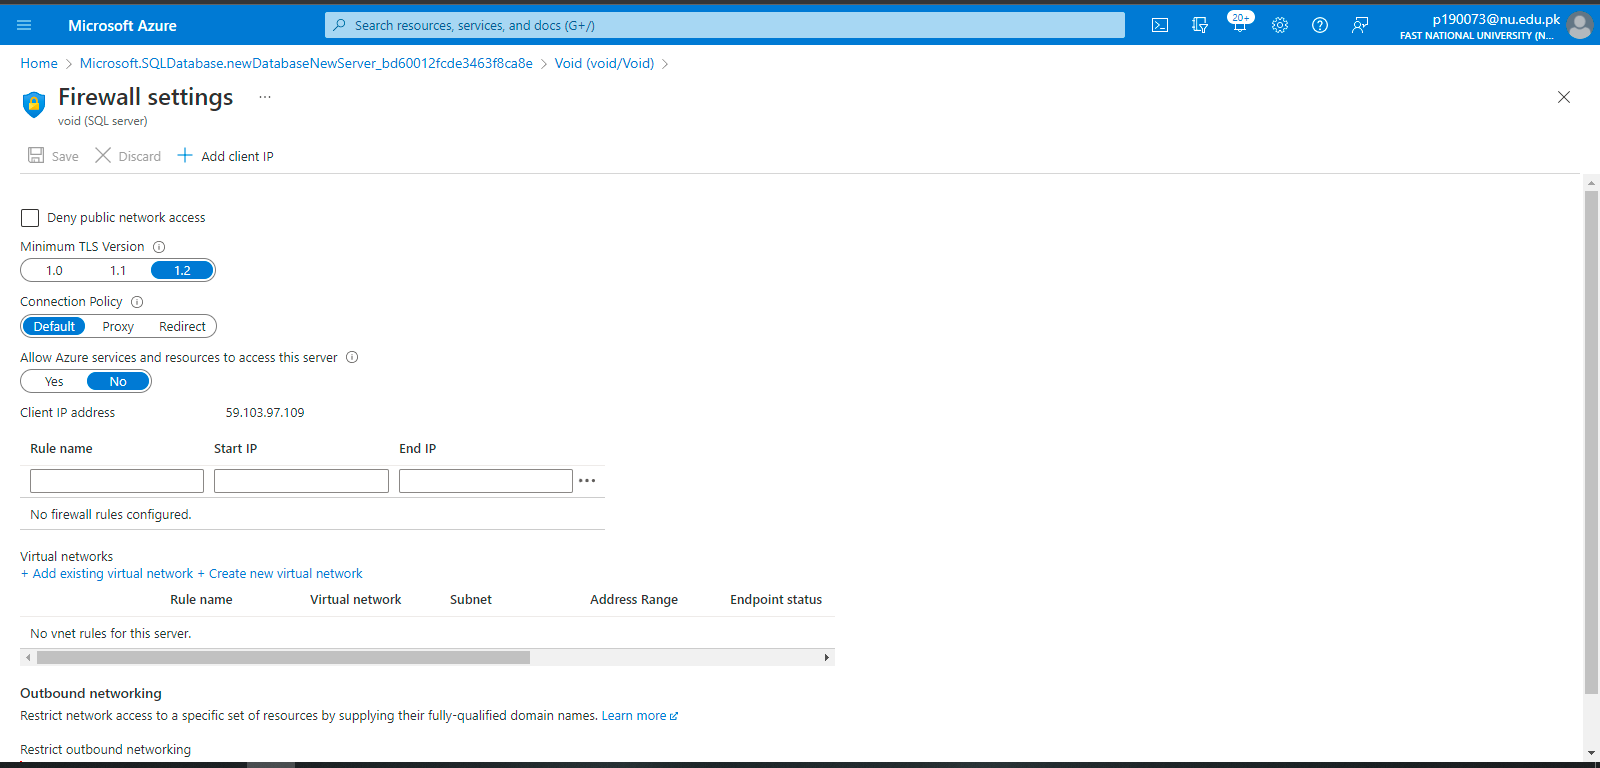 Microsoft Azure
Search resources, services, and docs (G+/)
20+
p190073@nu.edu.pk
FAST NATIONAL UNIVERSITY (N...
Home > Microsoft.SQLDatabase.newDatabaseNewServer_bd60012fcde3463f8ca8e > Void (void/Void) >
Firewall settings ...
void (SQL server)
Save Discard + Add client IP
Deny public network access
Minimum TLS Version
1.0 1.1 1.2
Connection Policy
Default Proxy Redirect
Allow Azure services and resources to access this server
Yes No
Client IP address 59.103.97.109
Rule name Start IP End IP
No firewall rules configured.
Virtual networks
+ Add existing virtual network + Create new virtual network
Rule name Virtual network Subnet Address Range Endpoint status
No vnet rules for this server.
Outbound networking
Restrict network access to a specific set of resources by supplying their fully-qualified domain names. Learn more
Restrict outbound networking